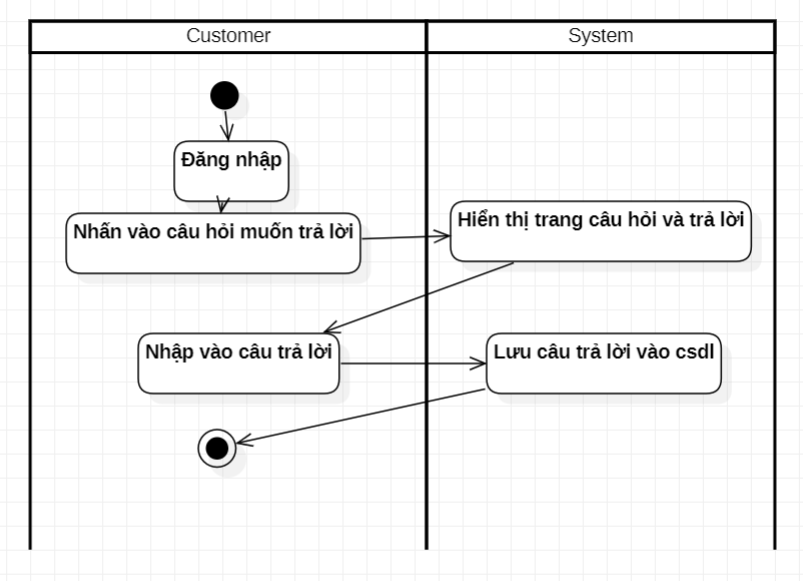 Customer
System
Đăng nhập
Nhấn vào câu hỏi muốn trả lời
Hiển thị trang câu hỏi và trả lời
Nhập vào câu trả lời
Lưu câu trả lời vào csdl